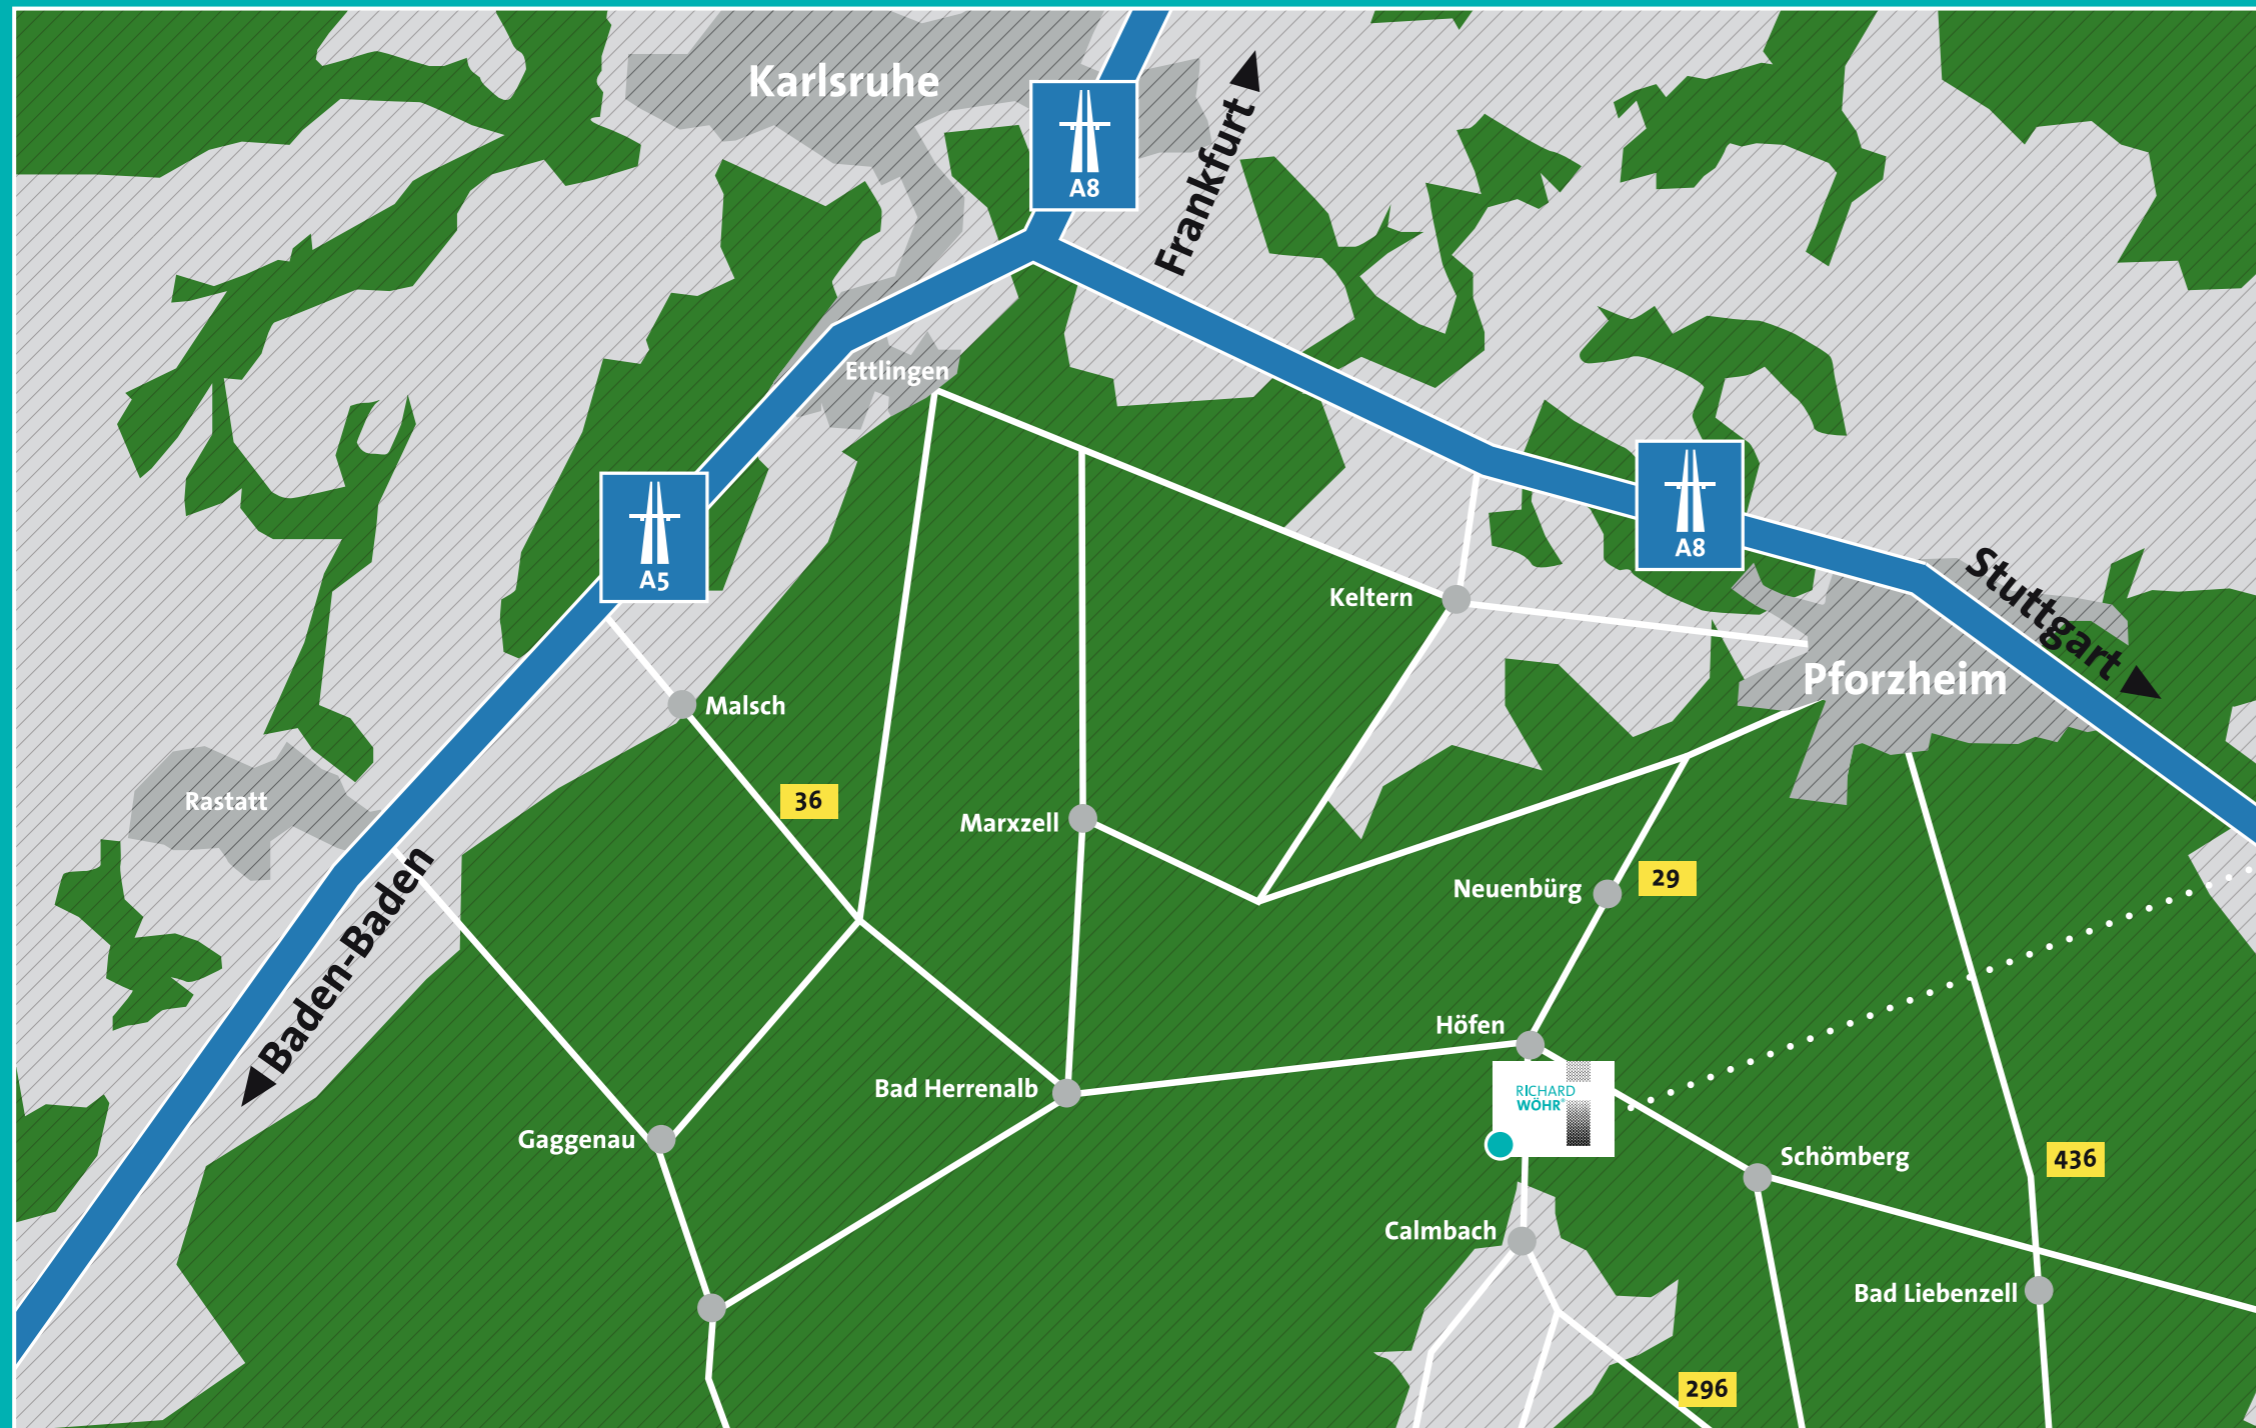 Karlsruhe
A8
Frankfurt
Ettlingen
A5
A8
Stuttgart
Keltern
Pforzheim
Malsch
Rastatt
36
Marxzell
Neuenbürg
29
Baden-Baden
Höfen
Bad Herrenalb
RICHARD
WÖHR®
Gaggenau
Schömberg
436
Calmbach
Bad Liebenzell
296